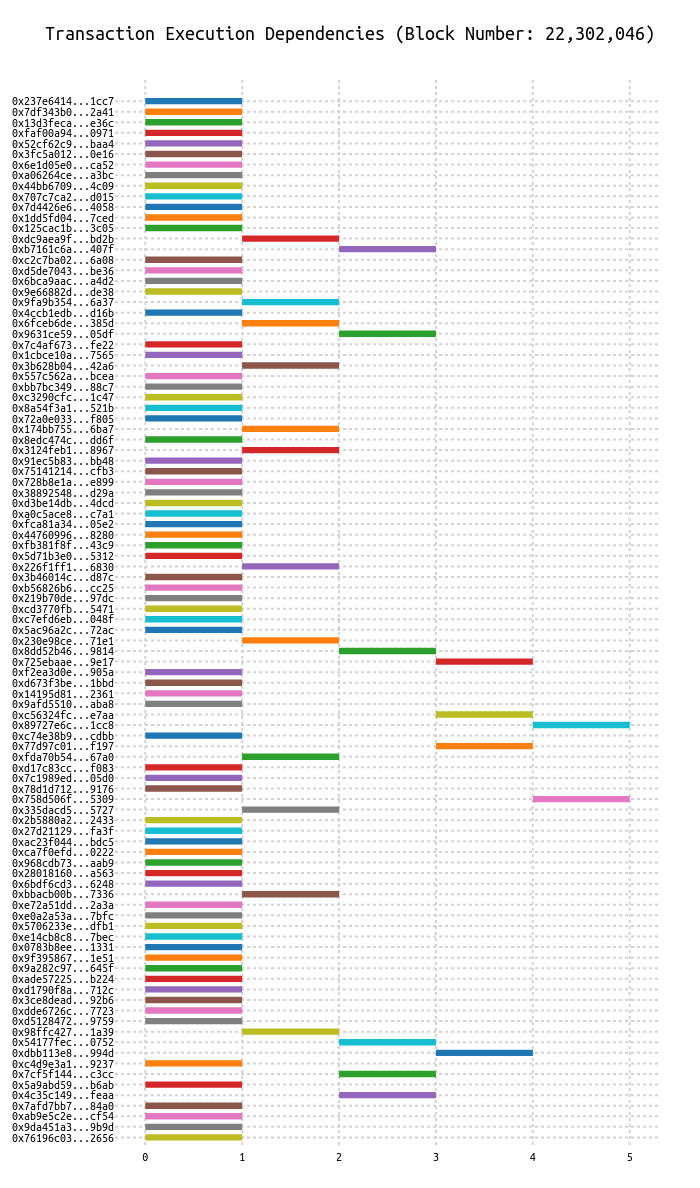 Transaction Execution Dependencies (Block Number: 22,302,046)
0x237e6414...1cc7
0x7df343b0...2a41
0x13d3feca...e36c
0xfaf00a94...0971
0x52cf62c9...baa4
0x3fc5a012...0e16
0x6e1d05e0...ca52
0xa06264ce...a3bc
0x44bb6709...4c09
0x707c7ca2...d015
0x7d4426e6...4058
0x1dd5fd04...7ced
0x125cac1b...3c05
0xdc9aea9f...bd2b
0xb7161c6a...407f
0xc2c7ba02...6a08
0xd5de7043...be36
0x6bca9aac...a4d2
0x9e66882d...de38
0x9fa9b354...6a37
0x4ccb1edb...d16b
0x6fceb6de...385d
0x9631ce59...05df
0x7c4af673...fe22
0x1cbce10a...7565
0x3b628b04...42a6
0x557c562a...bcea
0xbb7bc349...88c7
0xc3290cfc...1c47
0x8a54f3a1...521b
0x72a0e033...f805
0x174bb755...6ba7
0x8edc474c...dd6f
0x3124feb1...8967
0x91ec5b83...bb48
0x75141214...cfb3
0x728b8e1a...e899
0x38892548...d29a
0xd3be14db...4dcd
0xa0c5ace8...c7a1
0xfca81a34...05e2
0x44760996...8280
0xfb381f8f...43c9
0x5d71b3e0...5312
0x226f1ff1...6830
0x3b46014c...d87c
0xb56826b6...cc25
0x219b70de...97dc
0xcd3770fb...5471
0xc7efd6eb...048f
0x5ac96a2c...72ac
0x230e98ce...71e1
0x8dd52b46...9814
0x725ebaae...9e17
0xf2ea3d0e...905a
0xd673f3be...1bbd
0x14195d81...2361
0x9afd5510...aba8
0xc56324fc...e7aa
0x89727e6c...1cc8
0xc74e38b9...cdbb
0x77d97c01...f197
0xfda70b54...67a0
0xd17c83cc...f083
0x7c1989ed...05d0
0x78d1d712...9176
0x758d506f...5309
0x335dacd5...5727
0x2b5880a2...2433
0x27d21129...fa3f
0xac23f044...bdc5
0xca7f0efd...0222
0x968cdb73...aab9
0x28018160...a563
0x6bdf6cd3...6248
0xbbacb00b...7336
0xe72a51dd...2a3a
0xe0a2a53a...7bfc
0x5706233e...dfb1
0xe14cb8c8...7bec
0x0783b8ee...1331
0x9f395867...1e51
0x9a282c97...645f
0xade57225...b224
0xd1790f8a...712c
0x3ce8dead...92b6
0xdde6726c...7723
0xd5128472...9759
0x98ffc427...1a39
0x54177fec...0752
0xdbb113e8...994d
0xc4d9e3a1...9237
0x7cf5f144...c3cc
0x5a9abd59...b6ab
0x4c35c149...feaa
0x7afd7bb7...84a0
0xab9e5c2e...cf54
0x9da451a3...9b9d
0x76196c03...2656
0 1 2 3 4 5